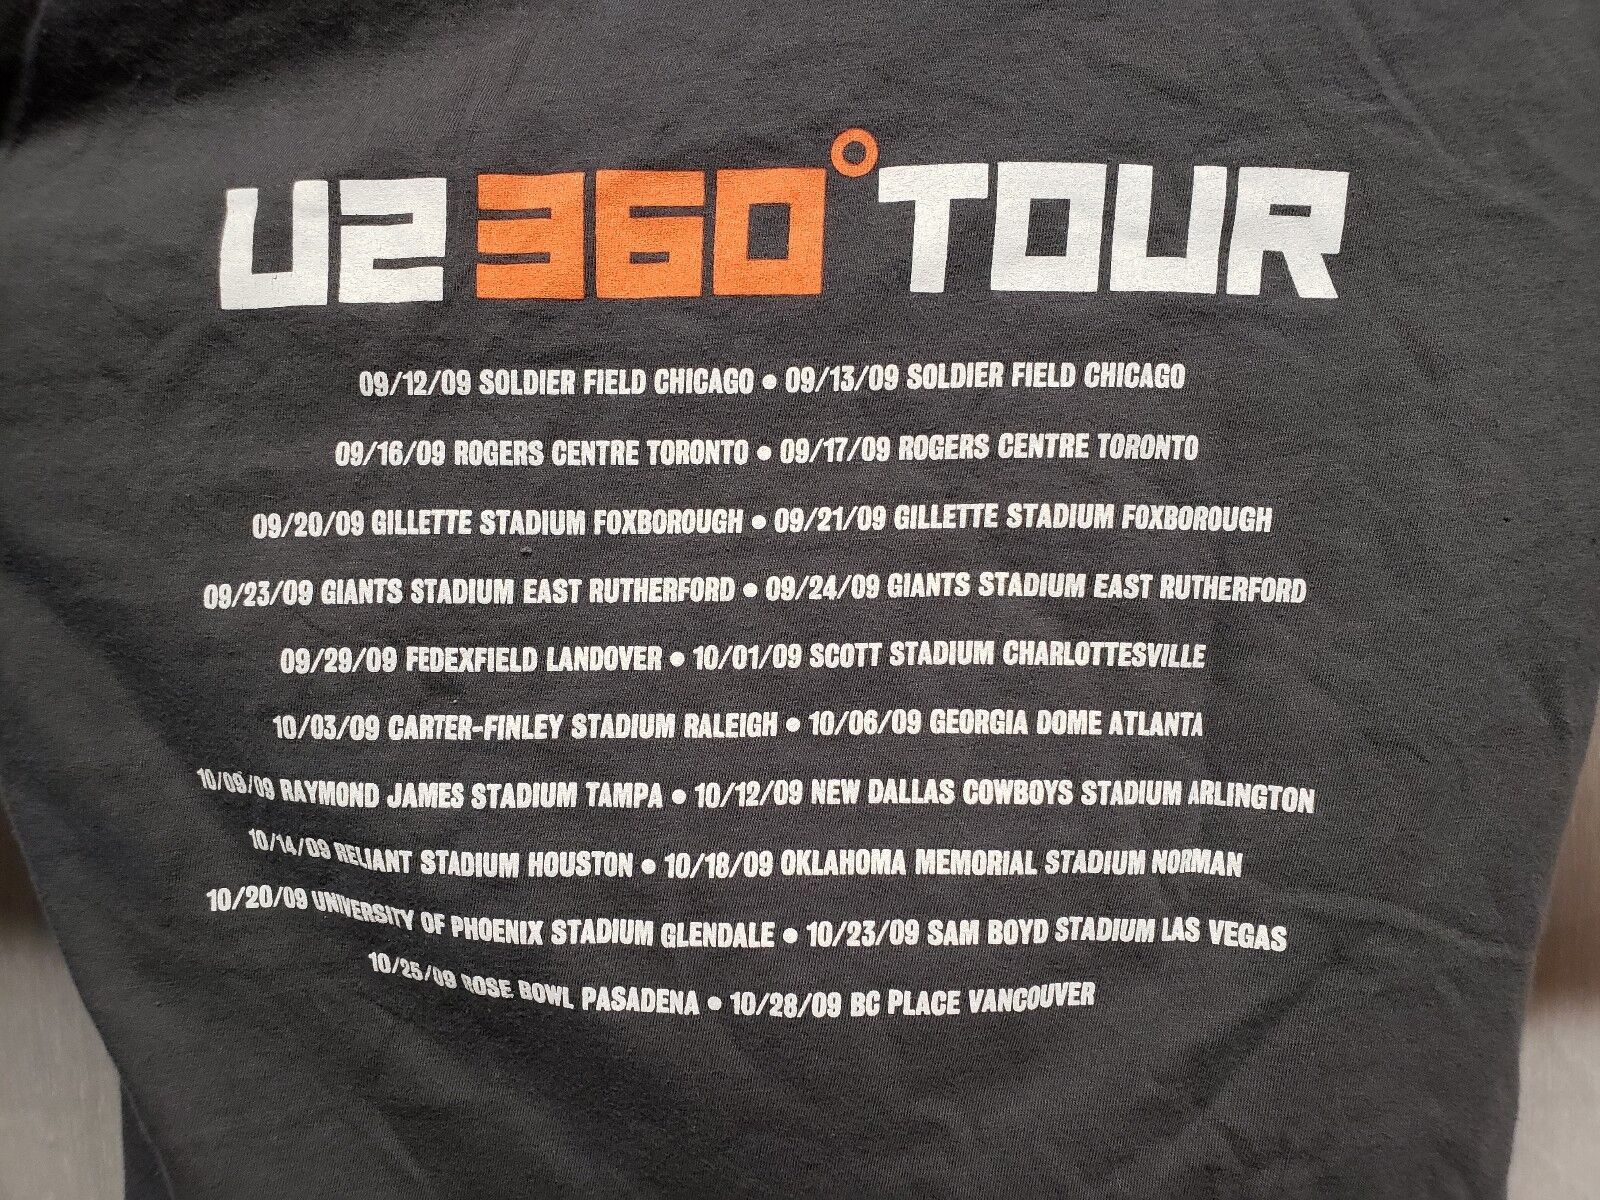 U2 360° TOUR
09/12/09 SOLDIER FIELD CHICAGO • 09/13/09 SOLDIER FIELD CHICAGO
09/16/09 ROGERS CENTRE TORONTO • 09/17/09 ROGERS CENTRE TORONTO
09/20/09 GILLETTE STADIUM FOXBOROUGH • 09/21/09 GILLETTE STADIUM FOXBOROUGH
09/23/09 GIANTS STADIUM EAST RUTHERFORD • 09/24/09 GIANTS STADIUM EAST RUTHERFORD
09/29/09 FEDEXFIELD LANDOVER • 10/01/09 SCOTT STADIUM CHARLOTTESVILLE
10/03/09 CARTER-FINLEY STADIUM RALEIGH • 10/06/09 GEORGIA DOME ATLANTA
10/09/09 RAYMOND JAMES STADIUM TAMPA • 10/12/09 NEW DALLAS COWBOYS STADIUM ARLINGTON
10/14/09 RELIANT STADIUM HOUSTON • 10/18/09 OKLAHOMA MEMORIAL STADIUM NORMAN
10/20/09 UNIVERSITY OF PHOENIX STADIUM GLENDALE • 10/23/09 SAM BOYD STADIUM LAS VEGAS
10/25/09 ROSE BOWL PASADENA • 10/28/09 BC PLACE VANCOUVER